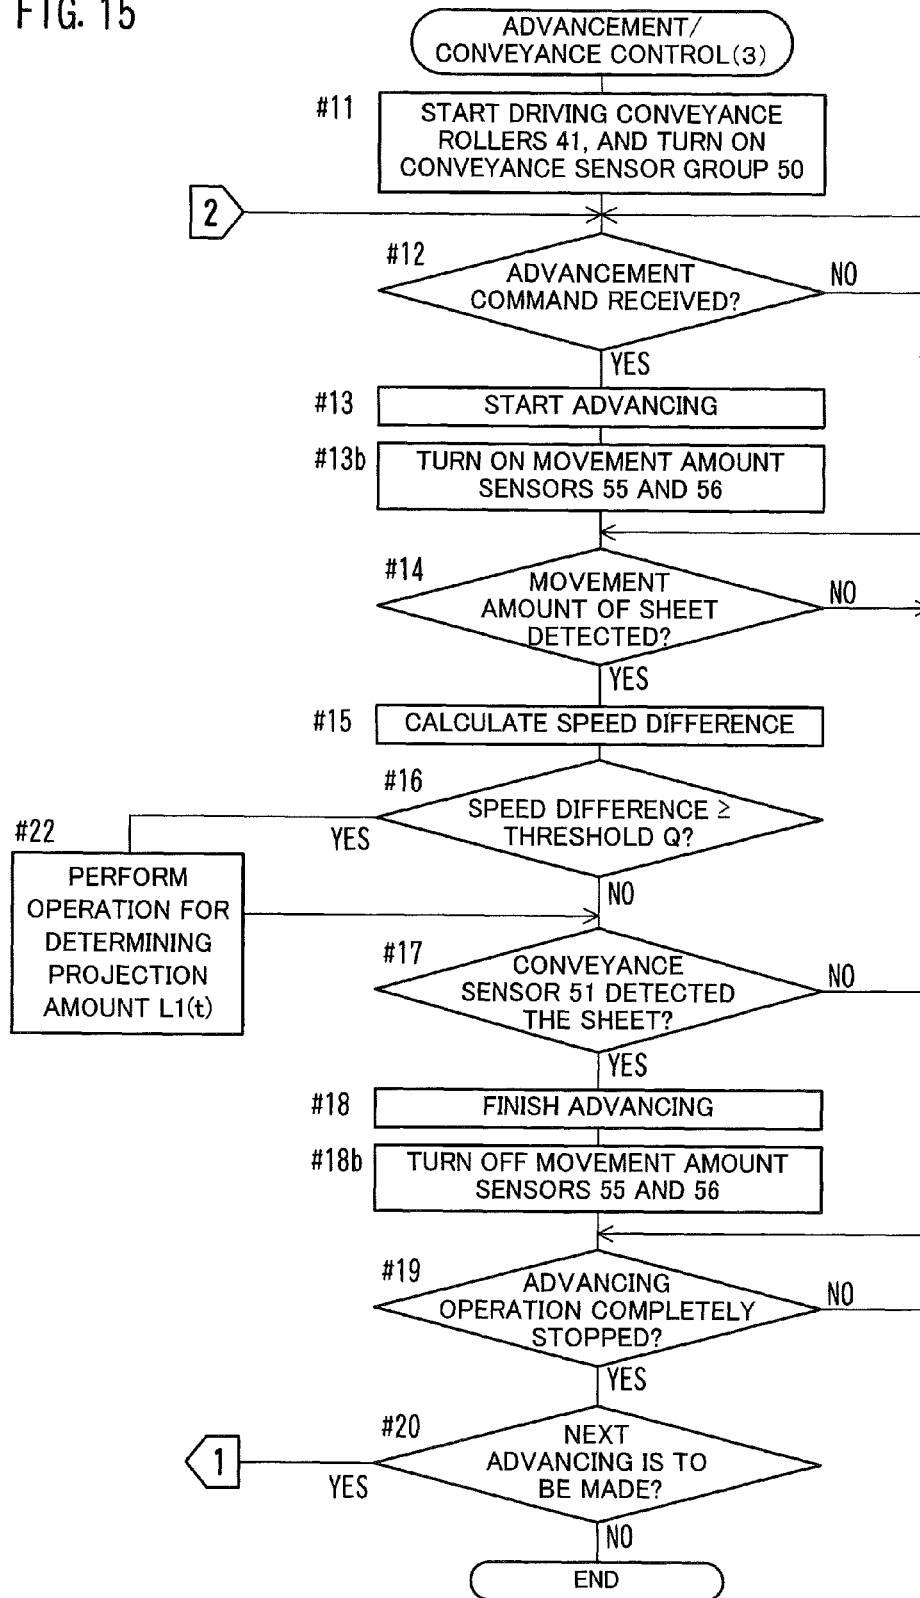 FIG. 15
ADVANCEMENT/
CONVEYANCE CONTROL(3)
#11
START DRIVING CONVEYANCE
ROLLERS 41, AND TURN ON
CONVEYANCE SENSOR GROUP 50
2
#12
ADVANCEMENT
COMMAND RECEIVED?
NO
YES
#13
START ADVANCING
#13b
TURN ON MOVEMENT AMOUNT
SENSORS 55 AND 56
#14
MOVEMENT
AMOUNT OF SHEET
DETECTED?
NO
YES
#15
CALCULATE SPEED DIFFERENCE
#16
SPEED DIFFERENCE ≥
THRESHOLD Q?
YES
NO
#22
PERFORM
OPERATION FOR
DETERMINING
PROJECTION
AMOUNT L1(t)
#17
CONVEYANCE
SENSOR 51 DETECTED
THE SHEET?
NO
YES
#18
FINISH ADVANCING
#18b
TURN OFF MOVEMENT AMOUNT
SENSORS 55 AND 56
#19
ADVANCING
OPERATION COMPLETELY
STOPPED?
NO
YES
#20
NEXT
ADVANCING IS TO
BE MADE?
1
YES
NO
END